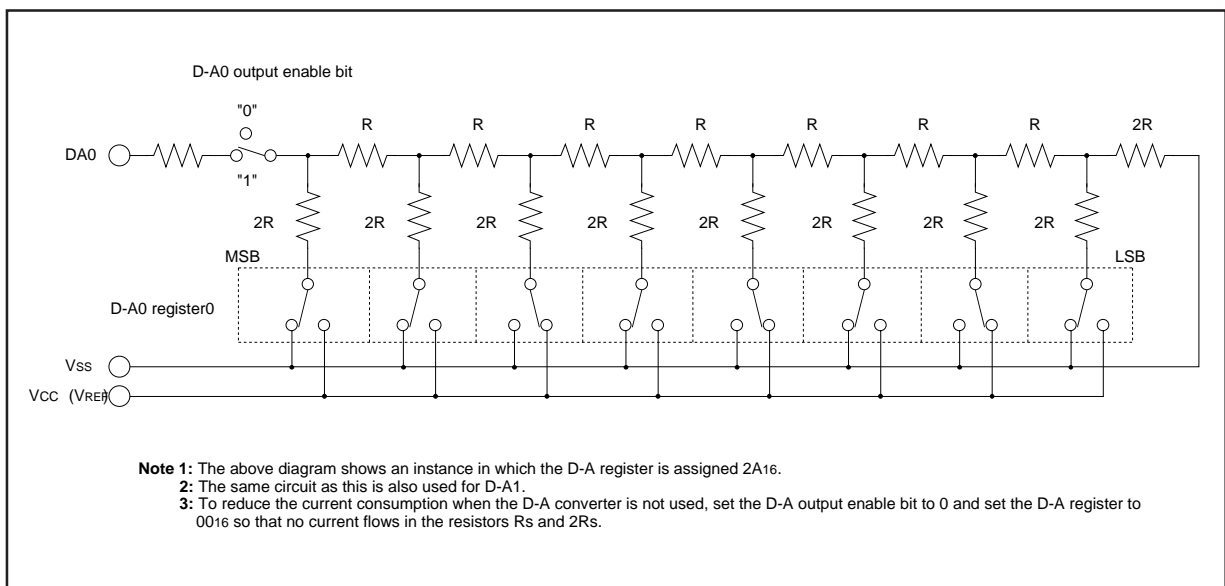 D-A0 output enable bit
"0"
R R R R R R R 2R
DA0
"1"
2R 2R 2R 2R 2R 2R 2R 2R
MSB LSB
D-A0 register0
VSS
VCC (VREF)
Note 1: The above diagram shows an instance in which the D-A register is assigned 2A16.
2: The same circuit as this is also used for D-A1.
3: To reduce the current consumption when the D-A converter is not used, set the D-A output enable bit to 0 and set the D-A register to
0016 so that no current flows in the resistors Rs and 2Rs.